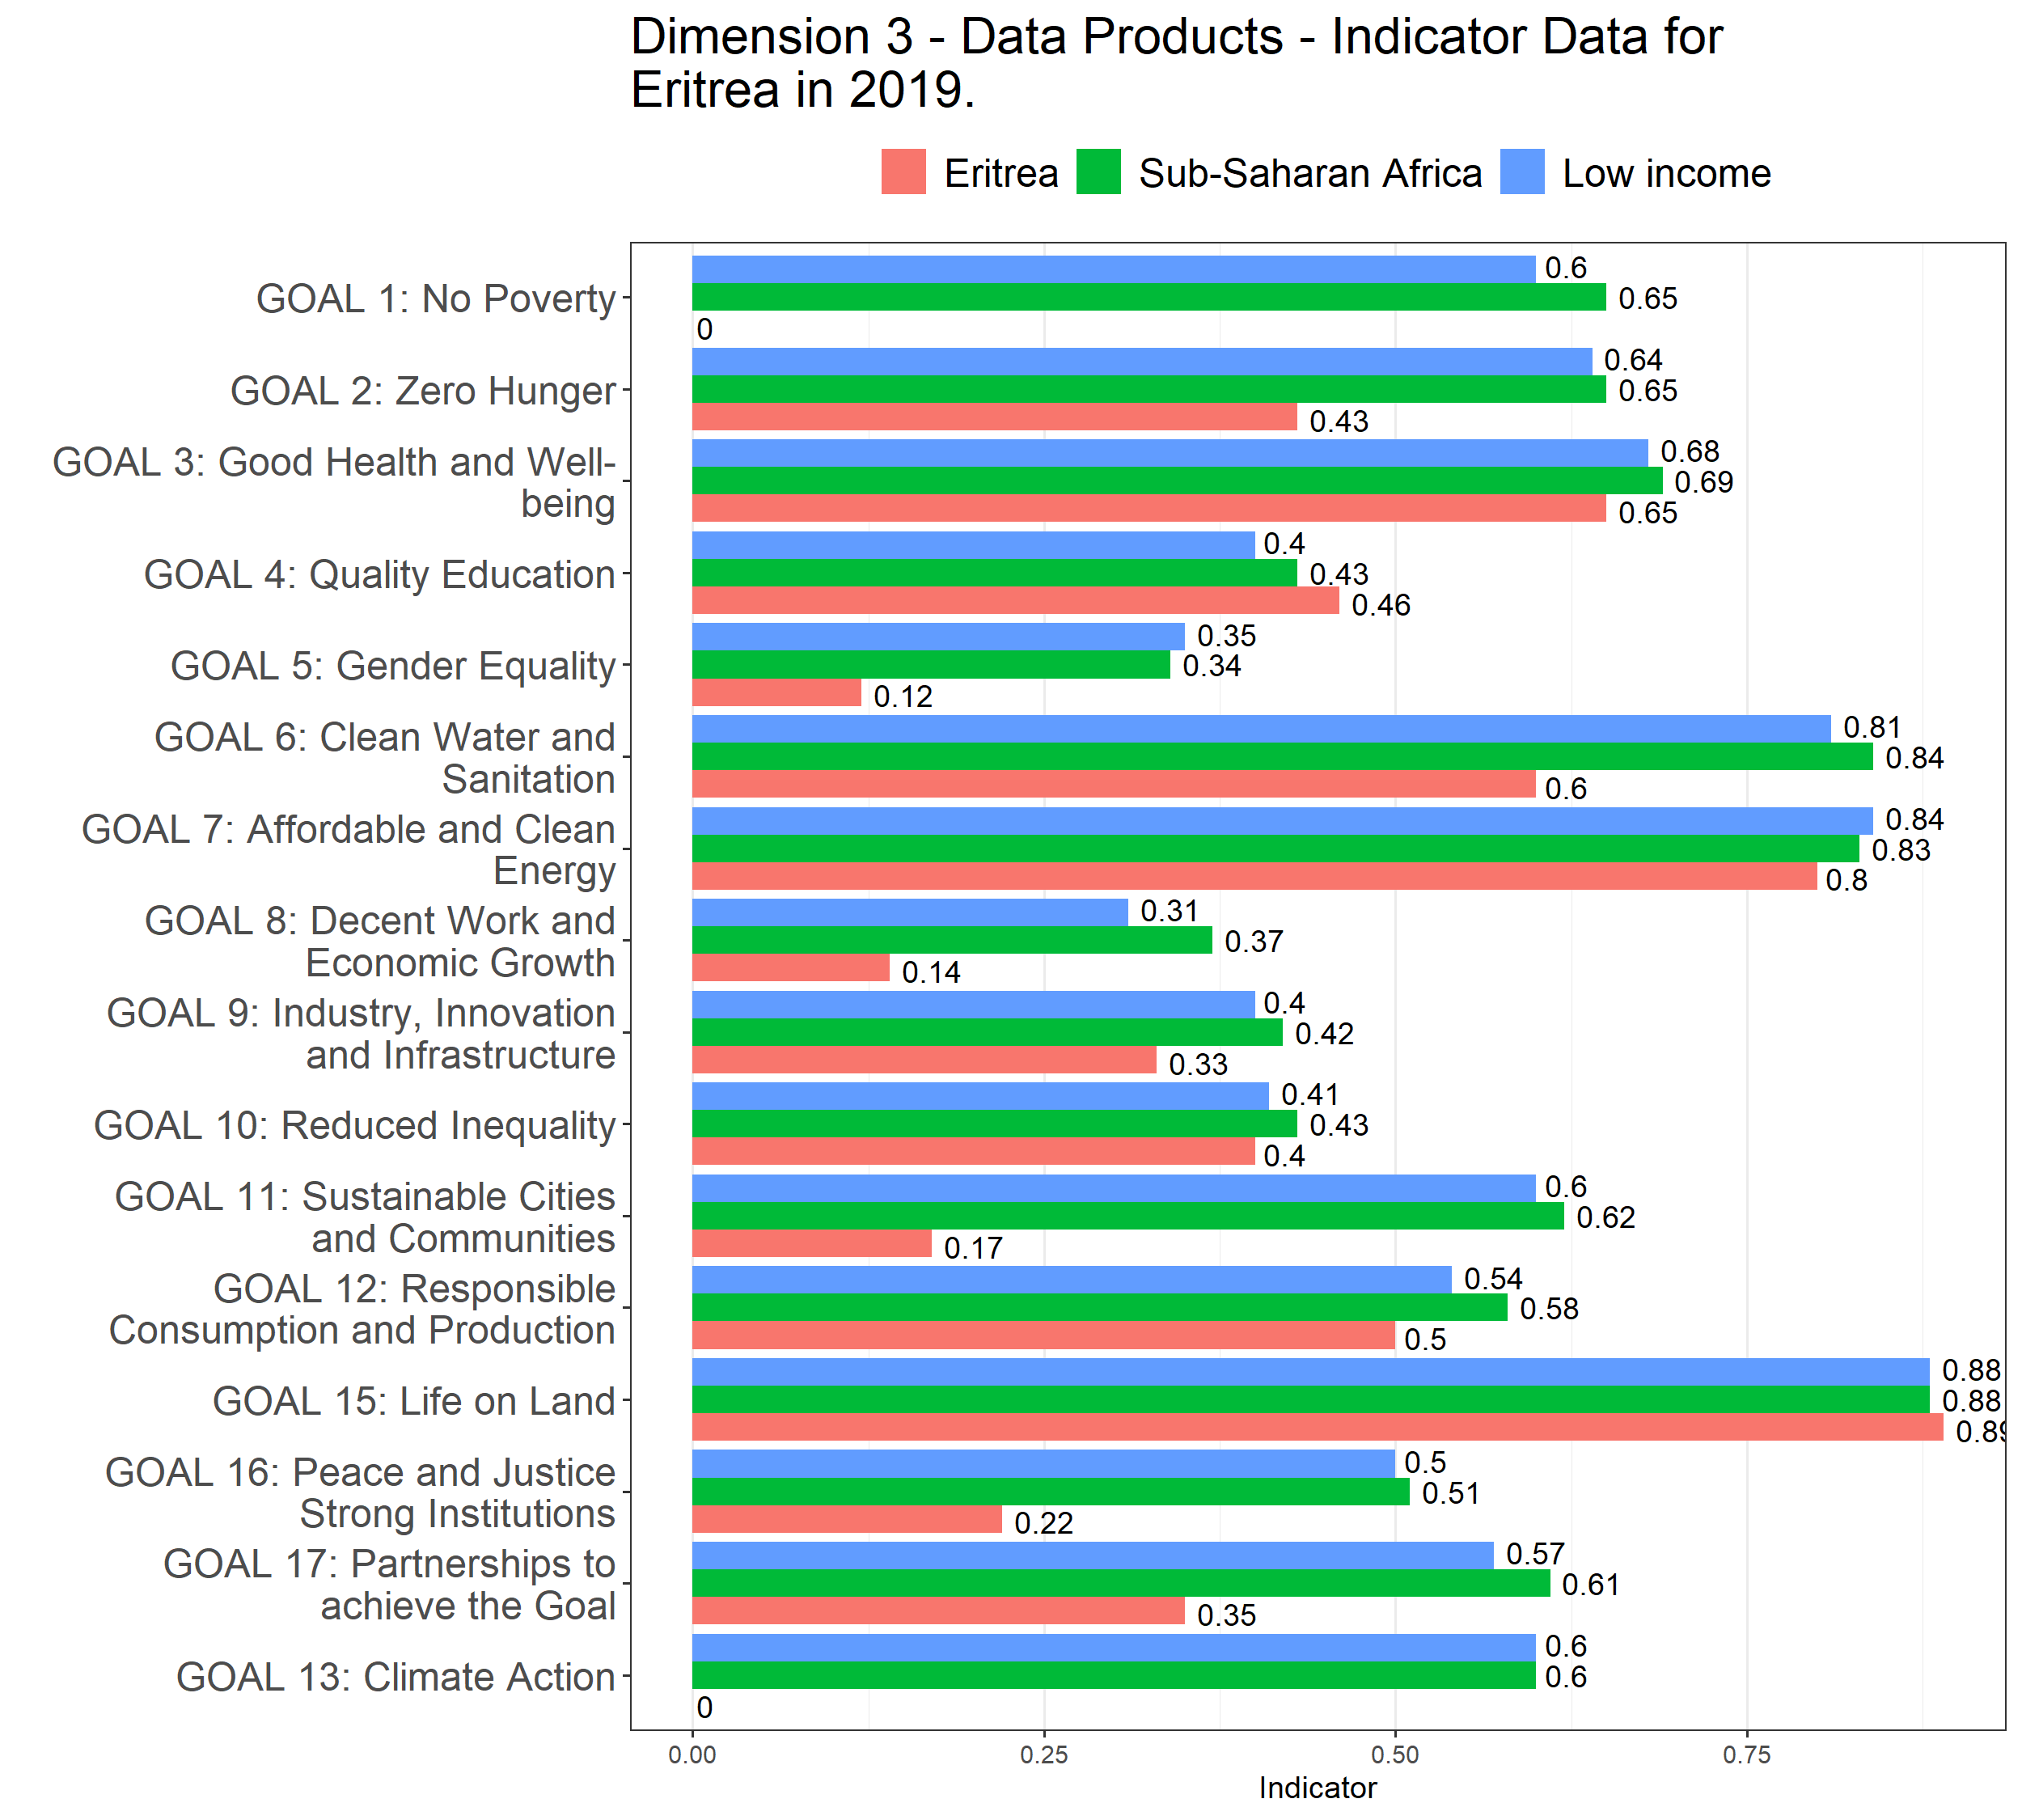 Dimension 3 - Data Products - Indicator Data for
Eritrea in 2019.
Eritrea
Sub-Saharan Africa
Low income
GOAL 1: No Poverty
0.6
0.65
0
GOAL 2: Zero Hunger
0.64
0.65
0.43
GOAL 3: Good Health and Well-
being
0.68
0.69
0.65
GOAL 4: Quality Education
0.4
0.43
0.46
GOAL 5: Gender Equality
0.35
0.34
0.12
GOAL 6: Clean Water and
Sanitation
0.81
0.84
0.6
GOAL 7: Affordable and Clean
Energy
0.84
0.83
0.8
GOAL 8: Decent Work and
Economic Growth
0.31
0.37
0.14
GOAL 9: Industry, Innovation
and Infrastructure
0.4
0.42
0.33
GOAL 10: Reduced Inequality
0.41
0.43
0.4
GOAL 11: Sustainable Cities
and Communities
0.6
0.62
0.17
GOAL 12: Responsible
Consumption and Production
0.54
0.58
0.5
GOAL 15: Life on Land
0.88
0.88
0.89
GOAL 16: Peace and Justice
Strong Institutions
0.5
0.51
0.22
GOAL 17: Partnerships to
achieve the Goal
0.57
0.61
0.35
GOAL 13: Climate Action
0.6
0.6
0
0.00
0.25
0.50
0.75
Indicator